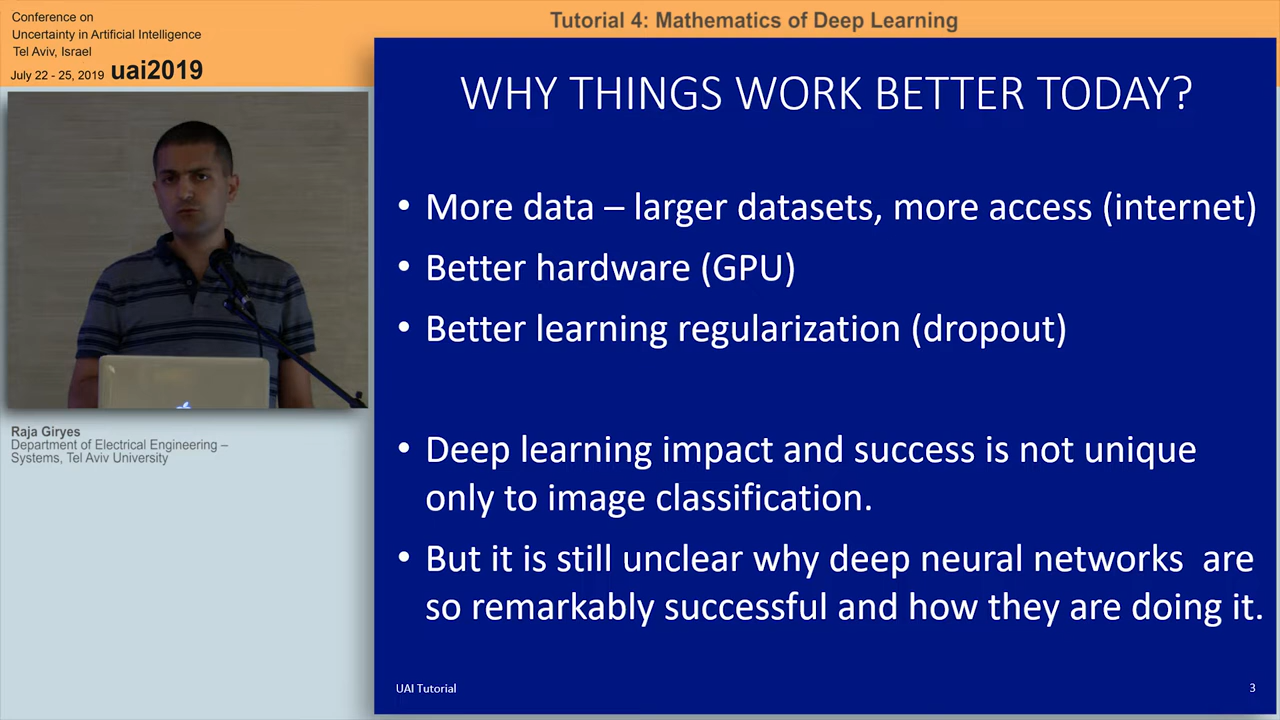 Conference on
Uncertainty in Artificial Intelligence
Tel Aviv, Israel
July 22 - 25, 2019 uai2019
Tutorial 4: Mathematics of Deep Learning
WHY THINGS WORK BETTER TODAY?
• More data – larger datasets, more access (internet)
• Better hardware (GPU)
• Better learning regularization (dropout)
• Deep learning impact and success is not unique
only to image classification.
• But it is still unclear why deep neural networks  are
so remarkably successful and how they are doing it.
UAI Tutorial
3
Raja Giryes
Department of Electrical Engineering –
Systems, Tel Aviv University